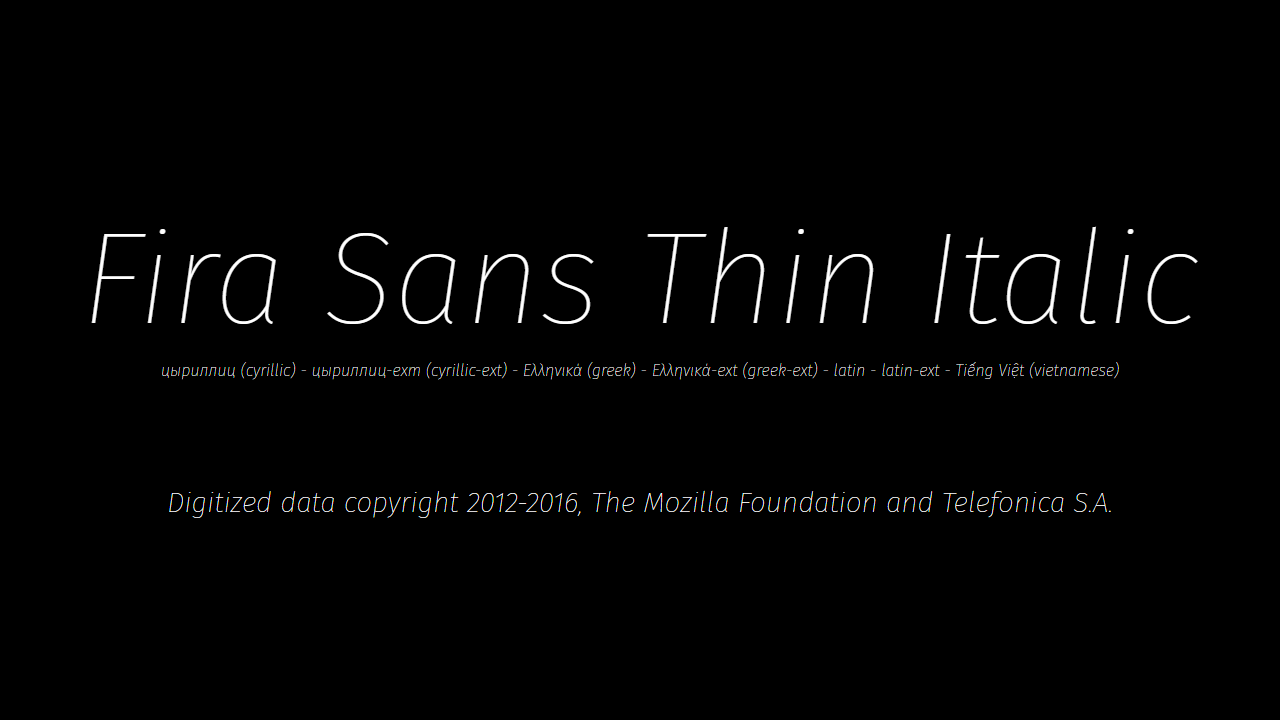 Fira Sans Thin Italic
цыриллиц (cyrillic) - цыриллиц-ext (cyrillic-ext) - Ελληνικά (greek) - Ελληνικά-ext (greek-ext) - latin - latin-ext - Tiếng Việt (vietnamese)
Digitized data copyright 2012-2016, The Mozilla Foundation and Telefonica S.A.